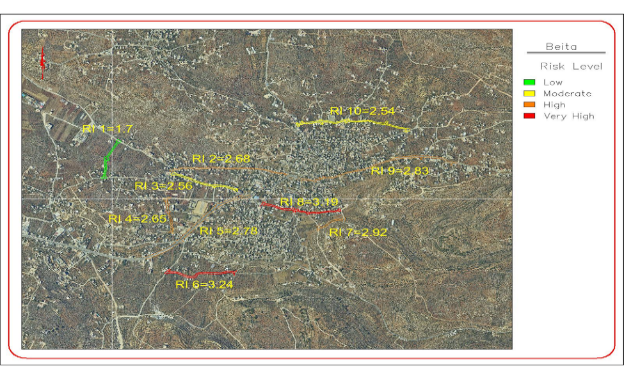 Beita
Risk Level
Low
Moderate
High
Very High
RI 10=2.54
RI 1=1.7
RI 2=2.68
RI 9=2.83
RI 3=2.56
RI 8=3.19
RI 4=2.65
RI 5=2.78
RI 7=2.92
RI 6=3.24